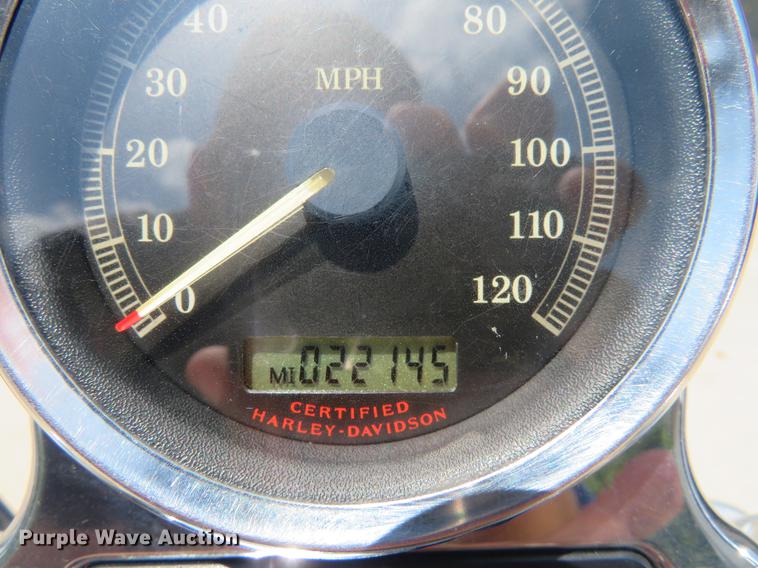 40
80
MPH
30
90
20
100
10
110
0
120
MI 022145
CERTIFIED
HARLEY-DAVIDSON
Purple Wave Auction